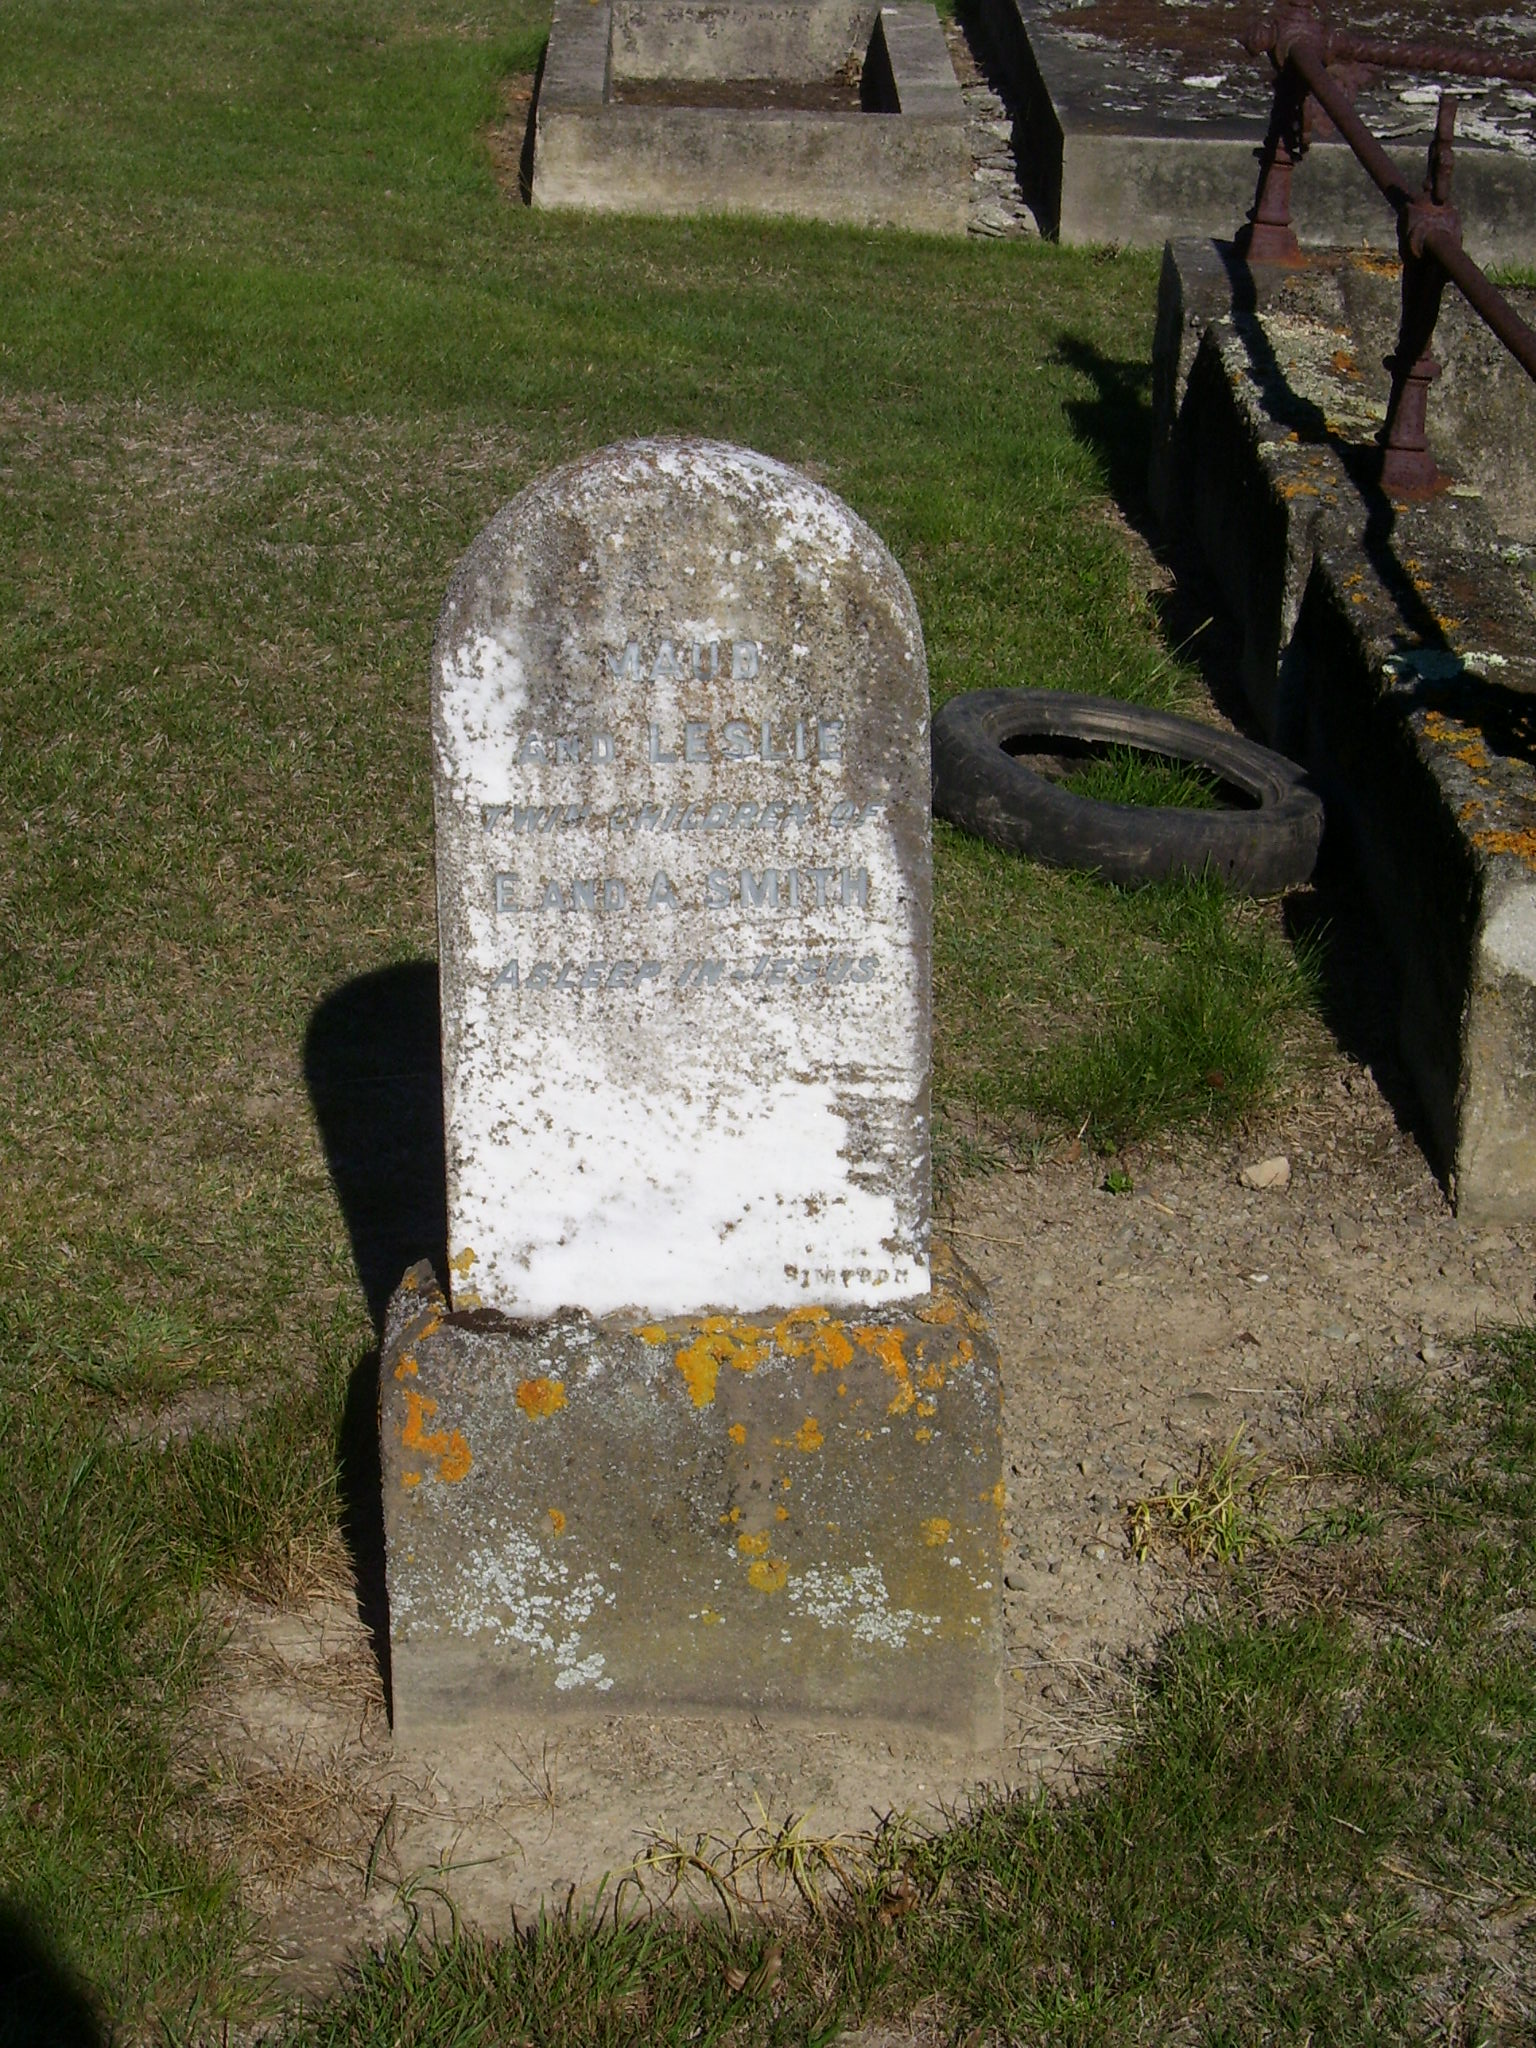 MAUD
AND LESLIE
TWIN CHILDREN OF
E. AND A. SMITH
ASLEEP IN JESUS
SIMPSON